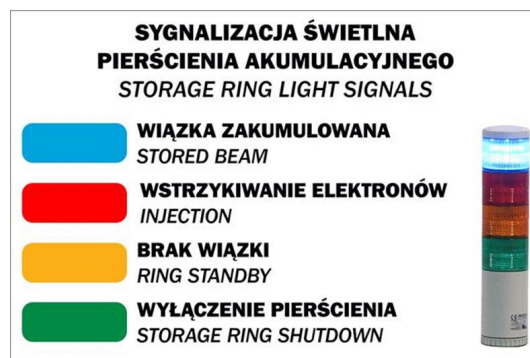 SYGNALIZACJA ŚWIETLNA
PIERŚCIENIA AKUMULACYJNEGO
STORAGE RING LIGHT SIGNALS
WIĄZKA ZAKUMULOWANA
STORED BEAM
WSTRZYKIWANIE ELEKTRONÓW
INJECTION
BRAK WIĄZKI
RING STANDBY
WYŁĄCZENIE PIERŚCIENIA
STORAGE RING SHUTDOWN